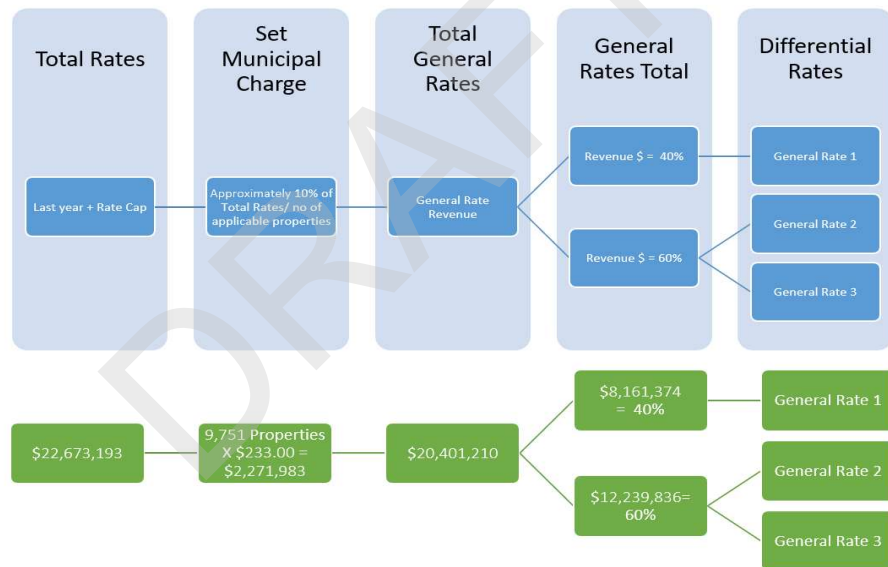 Total Rates
Set
Municipal
Charge
Total
General
Rates
General
Rates Total
Differential
Rates
Last year + Rate Cap
Approximately 10% of
Total Rates/ no of
applicable properties
General Rate
Revenue
Revenue $ = 40%
Revenue $ = 60%
General Rate 1
General Rate 2
General Rate 3
$22,673,193
9,751 Properties
X $233.00 =
$2,271,983
$20,401,210
$8,161,374
= 40%
$12,239,836=
60%
General Rate 1
General Rate 2
General Rate 3
DRAFT